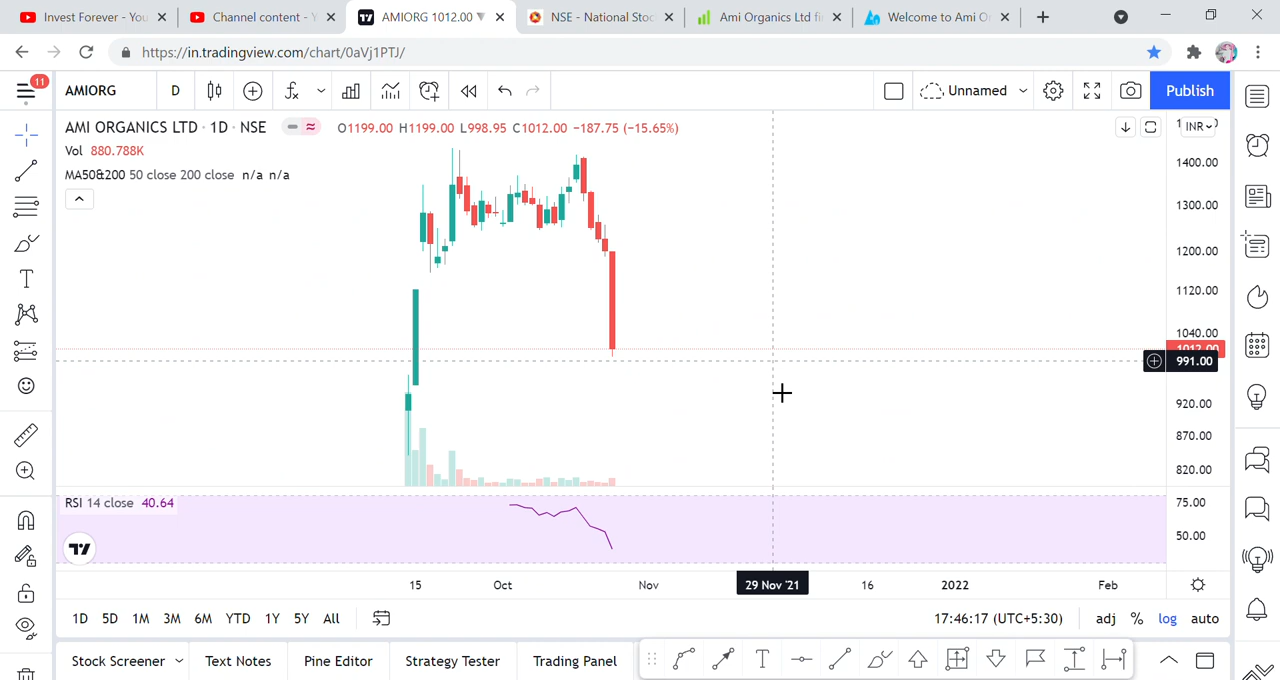 Invest Forever - You
Channel content - Y
AMIORG 1012.00 ▼
NSE - National Stoc
Ami Organics Ltd fi
Welcome to Ami O
https://in.tradingview.com/chart/0aVj1PTJ/
11
AMIORG
D
Unnamed
Publish
AMI ORGANICS LTD · 1D · NSE
O1199.00 H1199.00 L998.95 C1012.00 −187.75 (−15.65%)
INR
Vol 880.788K
MA50&200 50 close 200 close n/a n/a
1400.00
1300.00
1200.00
1120.00
1040.00
1012.00
991.00
920.00
870.00
820.00
RSI 14 close 40.64
75.00
50.00
15
Oct
Nov
29 Nov '21
16
2022
Feb
1D 5D 1M 3M 6M YTD 1Y 5Y All
17:46:17 (UTC+5:30)
adj % log auto
Stock Screener
Text Notes
Pine Editor
Strategy Tester
Trading Panel